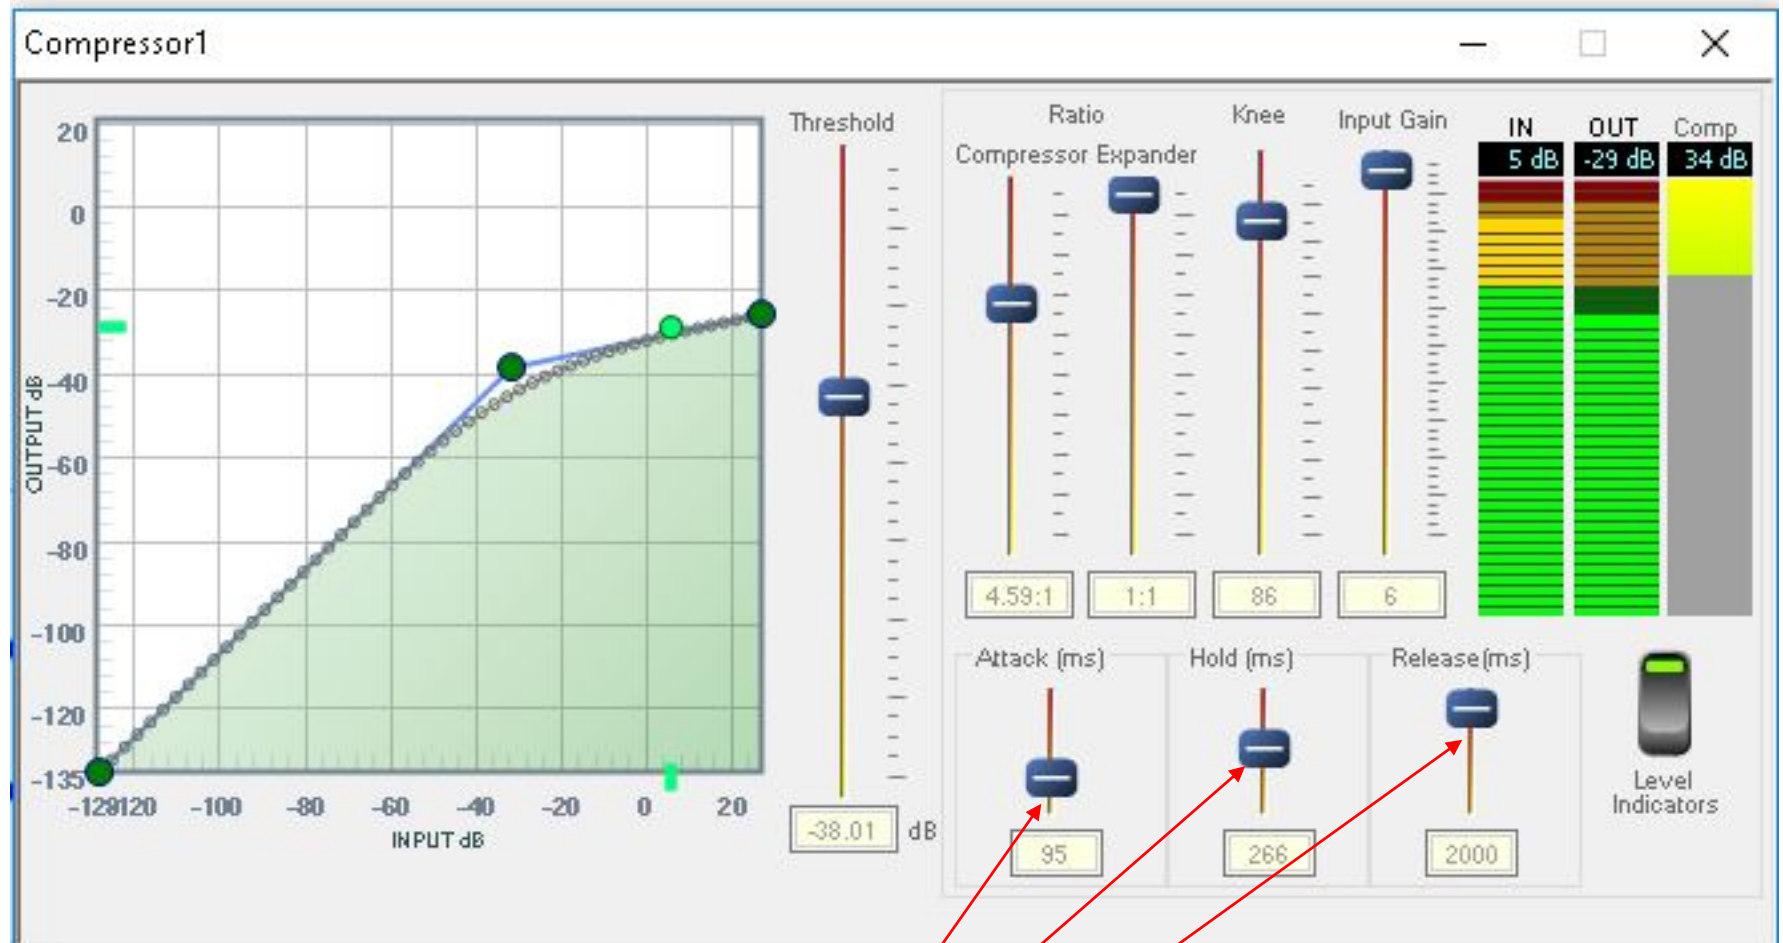 Compressor1
20
0
-20
-40
-60
-80
-100
-120
-135
OUTPUT dB
-120
-100
-80
-60
-40
-20
0
20
INPUT dB
Threshold
-38.01 dB
Ratio
Compressor Expander
Knee
Input Gain
4.59:1
1:1
86
6
IN OUT Comp
5 dB -29 dB 34 dB
Attack (ms)
95
Hold (ms)
266
Release(ms)
2000
Level
Indicators